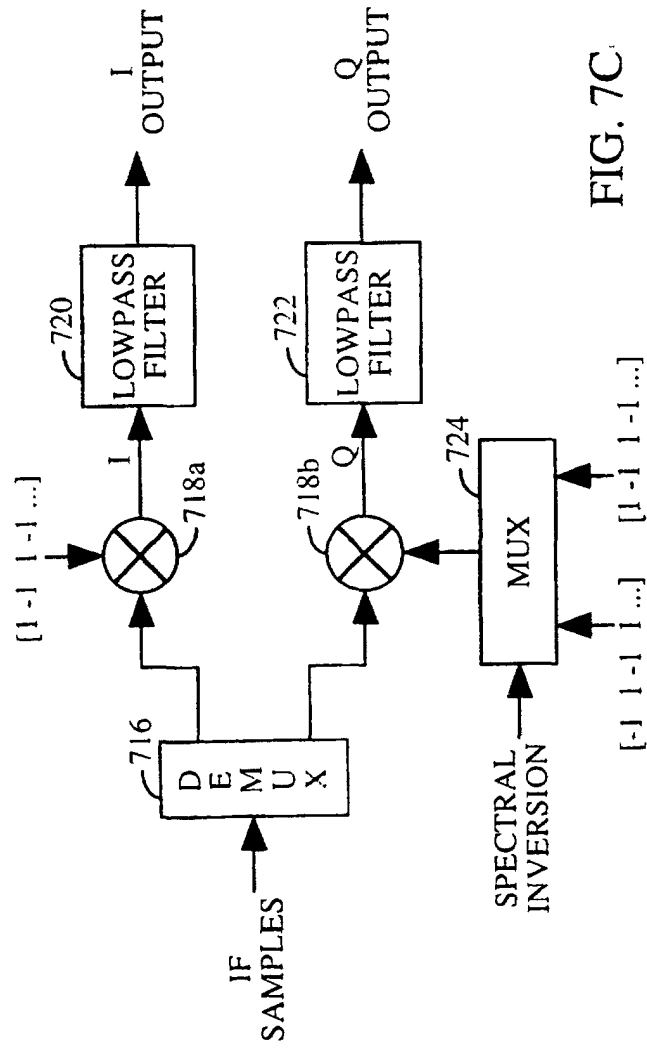 [1 -1 1 -1 ...]
720
I
OUTPUT
LOWPASS
FILTER
I
718a
716
D
E
M
U
X
IF
SAMPLES
722
Q
OUTPUT
LOWPASS
FILTER
Q
718b
724
MUX
SPECTRAL
INVERSION
[-1 1 -1 1 ...]
[1 -1 1 -1 ...]
FIG. 7C